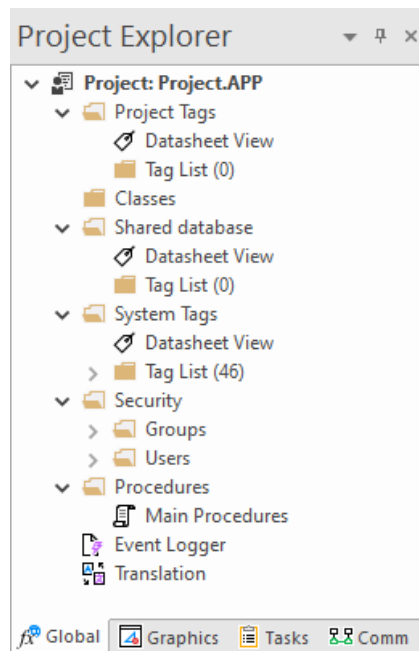 Project Explorer
Project: Project.APP
Project Tags
Datasheet View
Tag List (0)
Classes
Shared database
Datasheet View
Tag List (0)
System Tags
Datasheet View
Tag List (46)
Security
Groups
Users
Procedures
Main Procedures
Event Logger
Translation
Global Graphics Tasks Comm